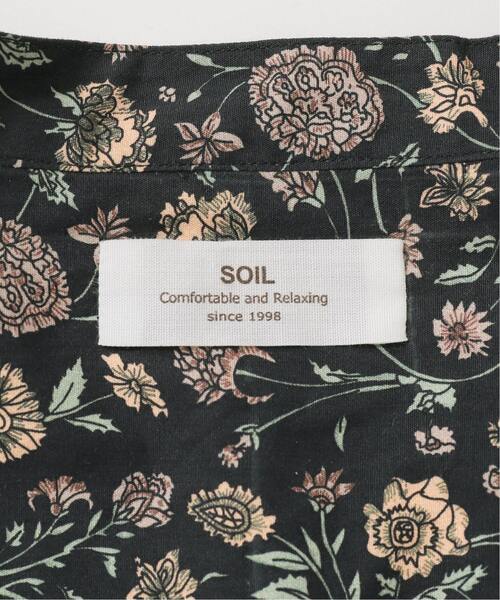 SOIL
Comfortable and Relaxing
since 1998